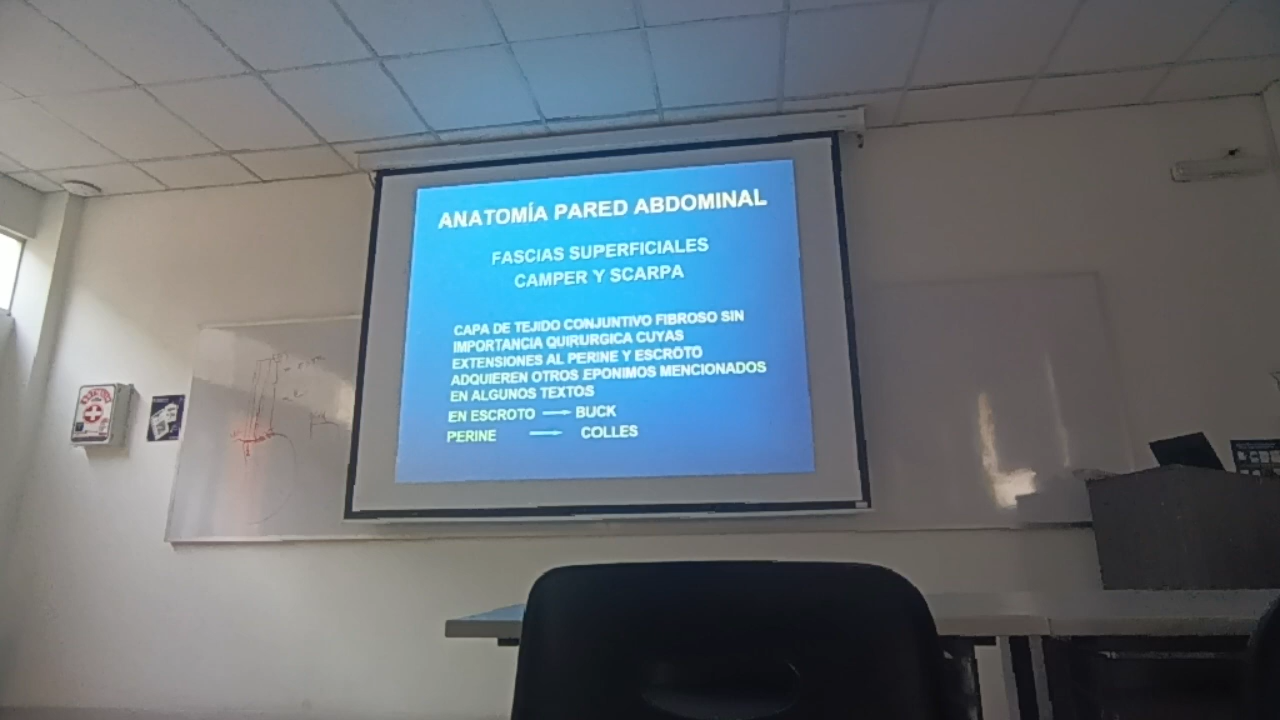 ANATOMÍA PARED ABDOMINAL
FASCIAS SUPERFICIALES
CAMPER Y SCARPA
CAPA DE TEJIDO CONJUNTIVO FIBROSO SIN
IMPORTANCIA QUIRURGICA CUYAS
EXTENSIONES AL PERINE Y ESCROTO
ADQUIEREN OTROS EPONIMOS MENCIONADOS
EN ALGUNOS TEXTOS
EN ESCROTO → BUCK
PERINE → COLLES